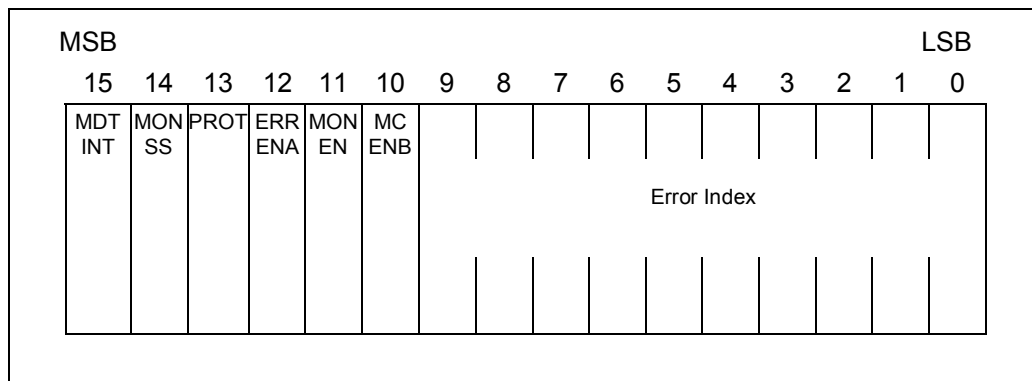 MSB LSB
15 14 13 12 11 10 9 8 7 6 5 4 3 2 1 0
MDT MON PROT ERR MON MC
INT SS ENA EN ENB
Error Index